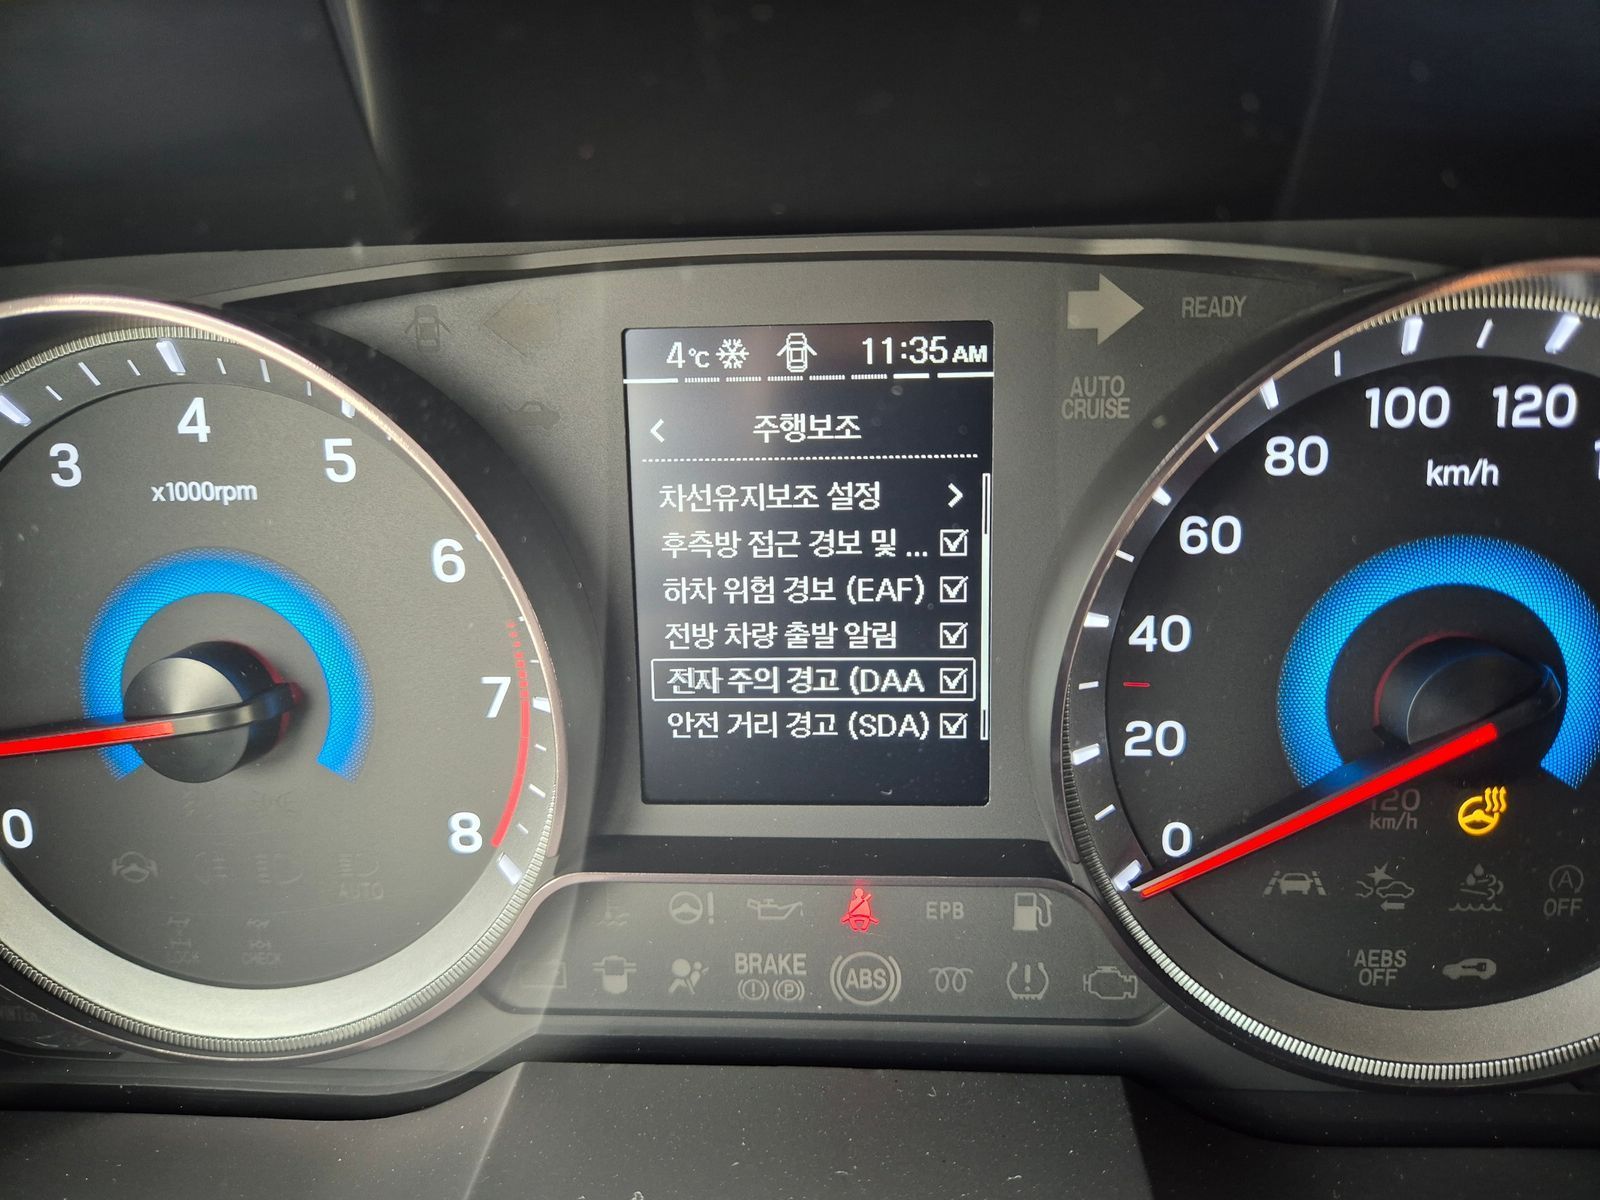 4°C 11:35 AM
READY
AUTO
CRUISE
< 주행보조
차선유지보조 설정 >
후측방 접근 경보 및 ...
하차 위험 경보 (EAF)
전방 차량 출발 알림
전자 주의 경고 (DAA
안전 거리 경고 (SDA)
0
3
4
5
6
7
8
x1000rpm
0
20
40
60
80
100
120
km/h
120
km/h
AUTO
EPB
BRAKE
(P)
ABS
A
OFF
AEBS
OFF